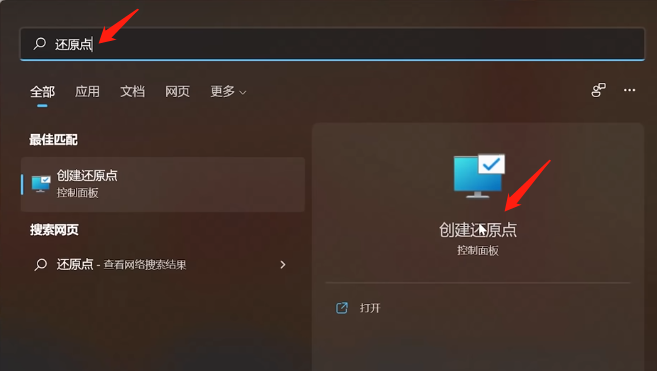 还原点
全部 应用 文档 网页 更多
最佳匹配
创建还原点
控制面板
搜索网页
还原点 - 查看网络搜索结果
创建还原点
控制面板
打开